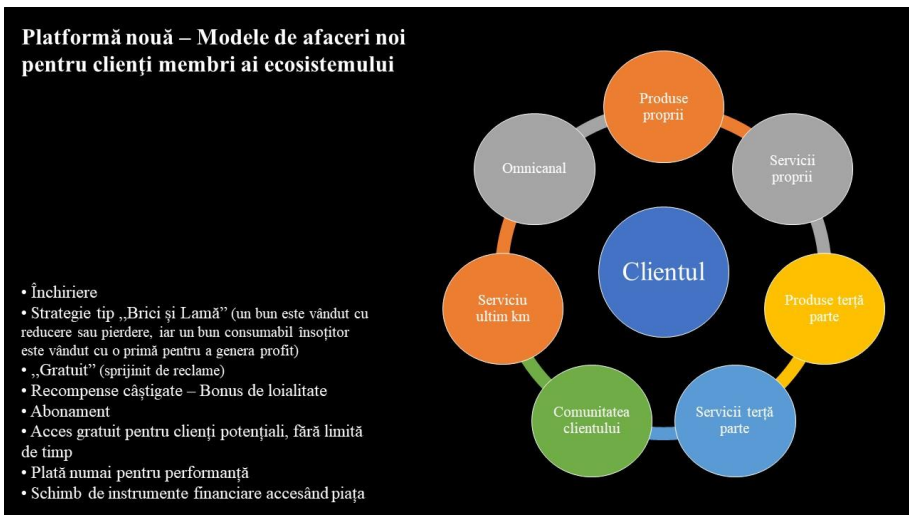 Platformă nouă – Modele de afaceri noi
pentru clienți membri ai ecosistemului
• Închiriere
• Strategie tip ,,Brici și Lamă” (un bun este vândut cu
reducere sau pierdere, iar un bun consumabil însoțitor
este vândut cu o primă pentru a genera profit)
• ,,Gratuit” (sprijinit de reclame)
• Recompense câștigate – Bonus de loialitate
• Abonament
• Acces gratuit pentru clienți potențiali, fără limită
de timp
• Plată numai pentru performanță
• Schimb de instrumente financiare accesând piața
Produse
proprii
Servicii
proprii
Produse terță
parte
Servicii terță
parte
Comunitatea
clientului
Serviciu
ultim km
Omnicanal
Clientul